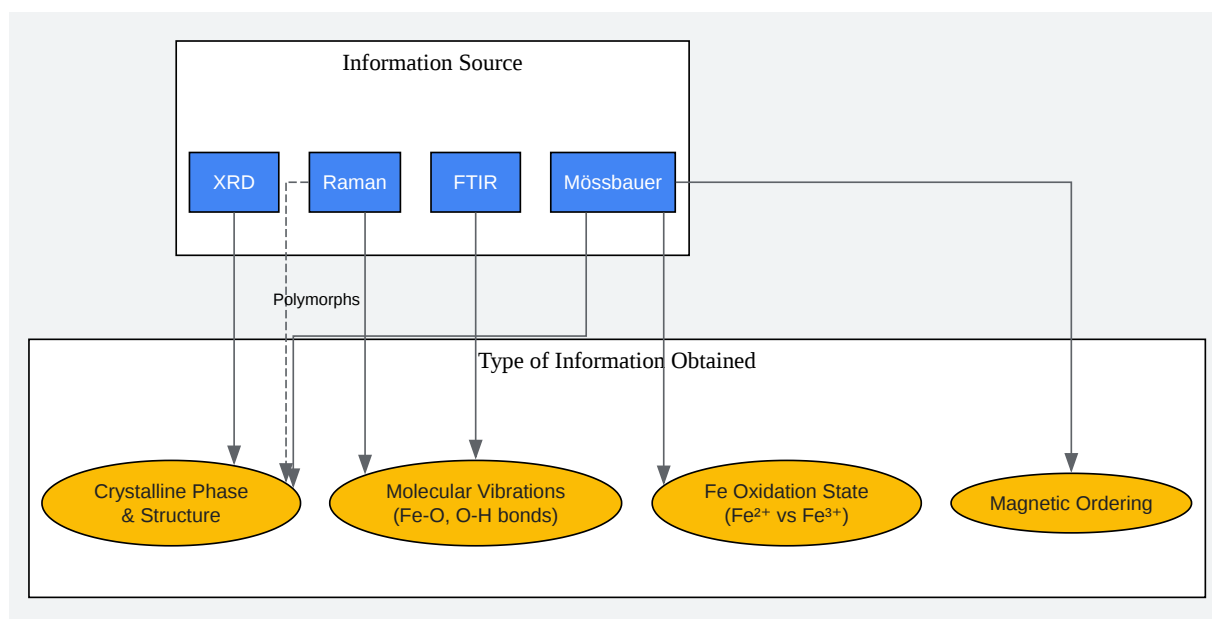 Information Source
XRD
Raman
FTIR
Mössbauer
Polymorphs
Type of Information Obtained
Crystalline Phase
& Structure
Molecular Vibrations
(Fe-O, O-H bonds)
Fe Oxidation State
(Fe²⁺ vs Fe³⁺)
Magnetic Ordering